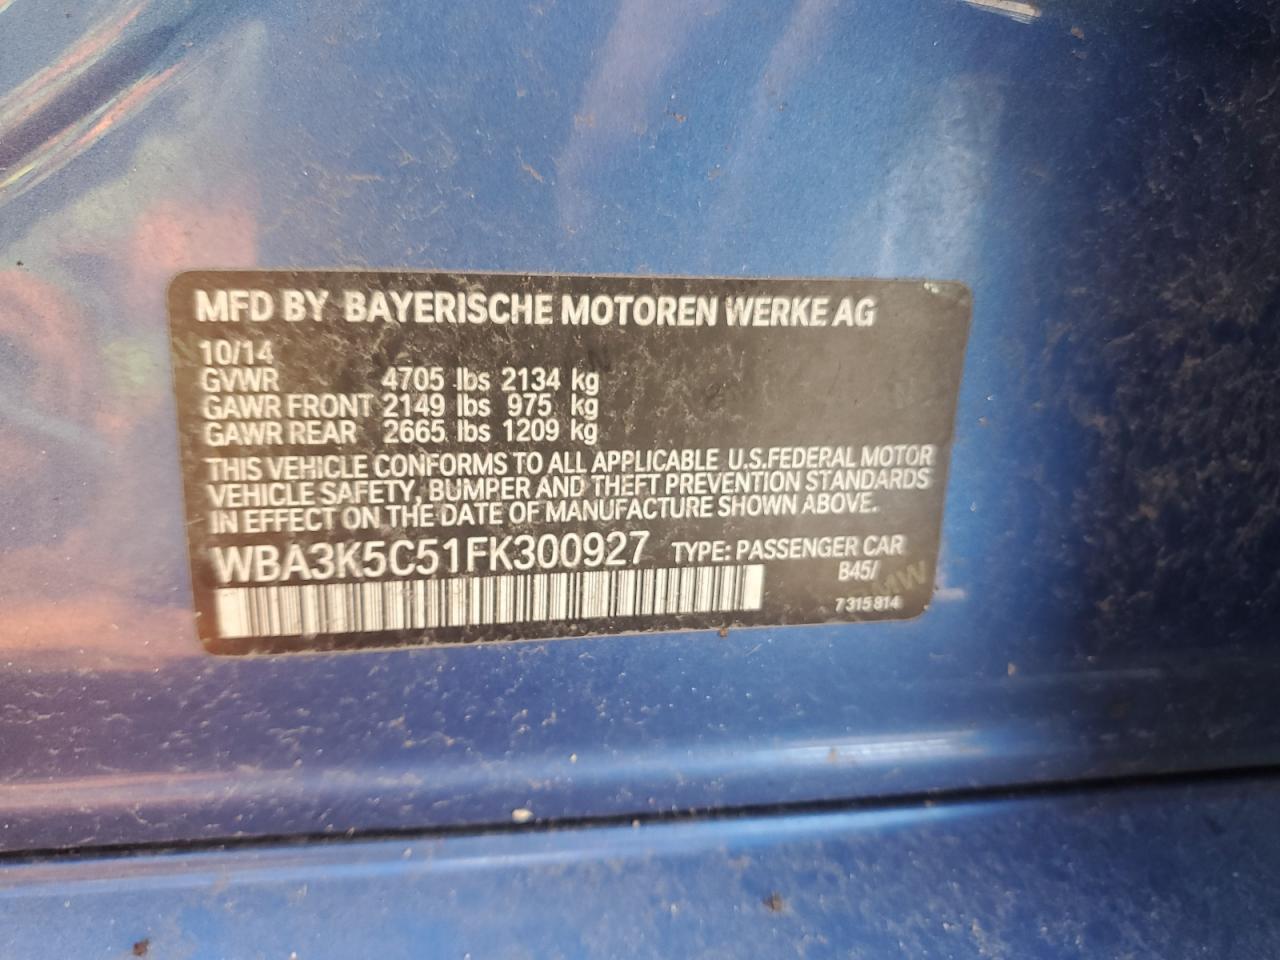 MFD BY BAYERISCHE MOTOREN WERKE AG
10/14
GVWR 4705 lbs 2134 kg
GAWR FRONT 2149 lbs 975 kg
GAWR REAR 2665 lbs 1209 kg
THIS VEHICLE CONFORMS TO ALL APPLICABLE U.S.FEDERAL MOTOR
VEHICLE SAFETY, BUMPER AND THEFT PREVENTION STANDARDS
IN EFFECT ON THE DATE OF MANUFACTURE SHOWN ABOVE.
WBA3K5C51FK300927 TYPE: PASSENGER CAR
B45/
7 315 914